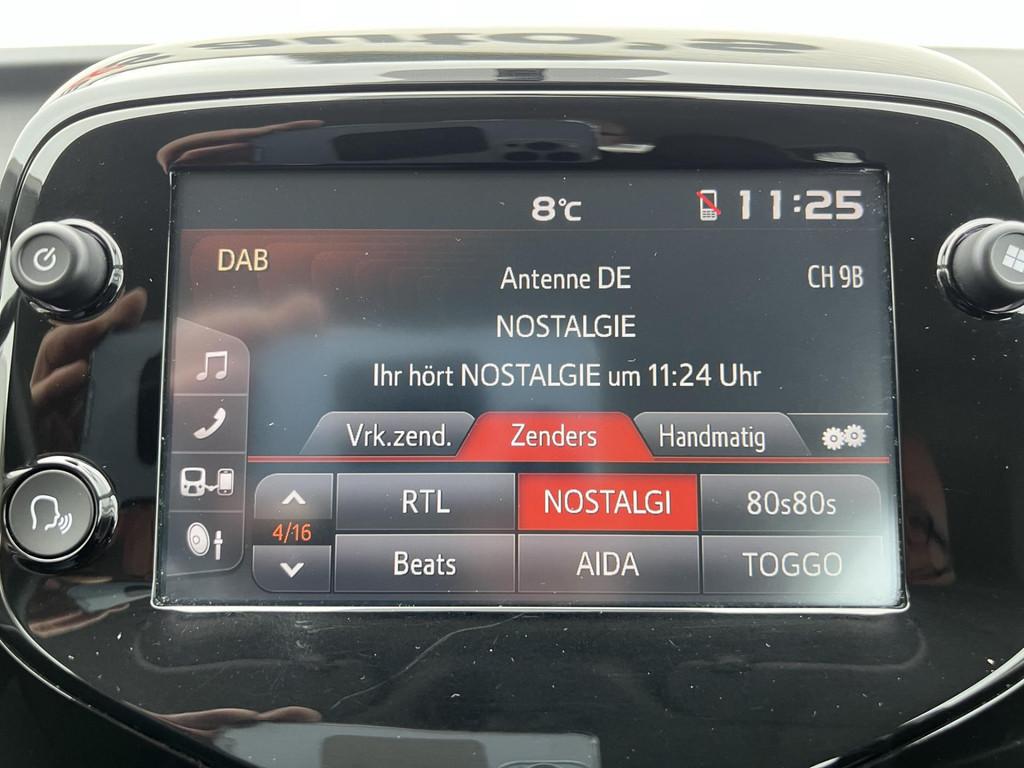 8°C 11:25
DAB
Antenne DE CH 9B
NOSTALGIE
Ihr hört NOSTALGIE um 11:24 Uhr
Vrk.zend. Zenders Handmatig
RTL NOSTALGI 80s80s
4/16
Beats AIDA TOGGO